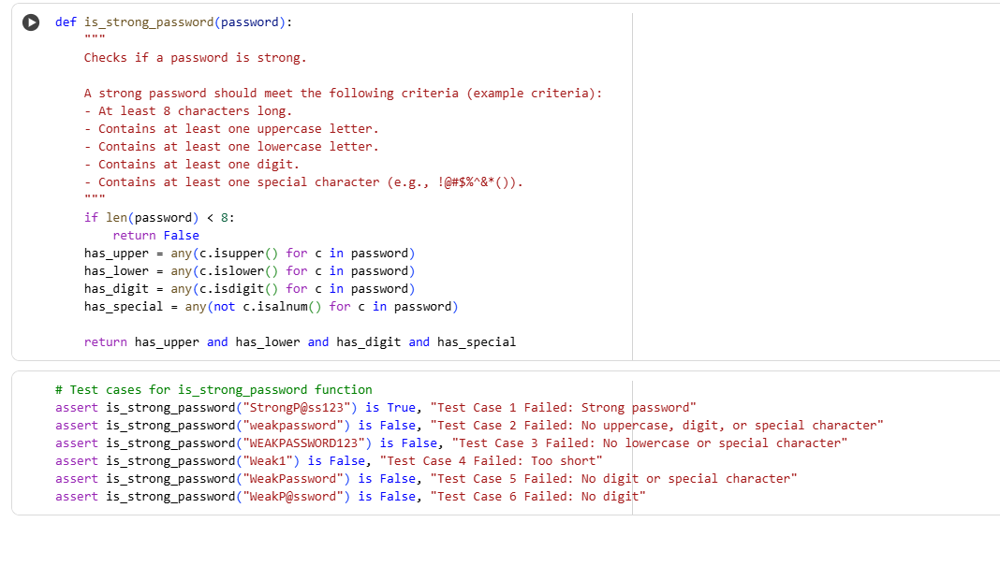 def is_strong_password(password):
    """
    Checks if a password is strong.

    A strong password should meet the following criteria (example criteria):
    - At least 8 characters long.
    - Contains at least one uppercase letter.
    - Contains at least one lowercase letter.
    - Contains at least one digit.
    - Contains at least one special character (e.g., !@#$%^&*()).
    """
    if len(password) < 8:
        return False
    has_upper = any(c.isupper() for c in password)
    has_lower = any(c.islower() for c in password)
    has_digit = any(c.isdigit() for c in password)
    has_special = any(not c.isalnum() for c in password)

    return has_upper and has_lower and has_digit and has_special

# Test cases for is_strong_password function
assert is_strong_password("StrongP@ss123") is True, "Test Case 1 Failed: Strong password"
assert is_strong_password("weakpassword") is False, "Test Case 2 Failed: No uppercase, digit, or special character"
assert is_strong_password("WEAKPASSWORD123") is False, "Test Case 3 Failed: No lowercase or special character"
assert is_strong_password("Weak1") is False, "Test Case 4 Failed: Too short"
assert is_strong_password("WeakPassword") is False, "Test Case 5 Failed: No digit or special character"
assert is_strong_password("WeakP@ssword") is False, "Test Case 6 Failed: No digit"